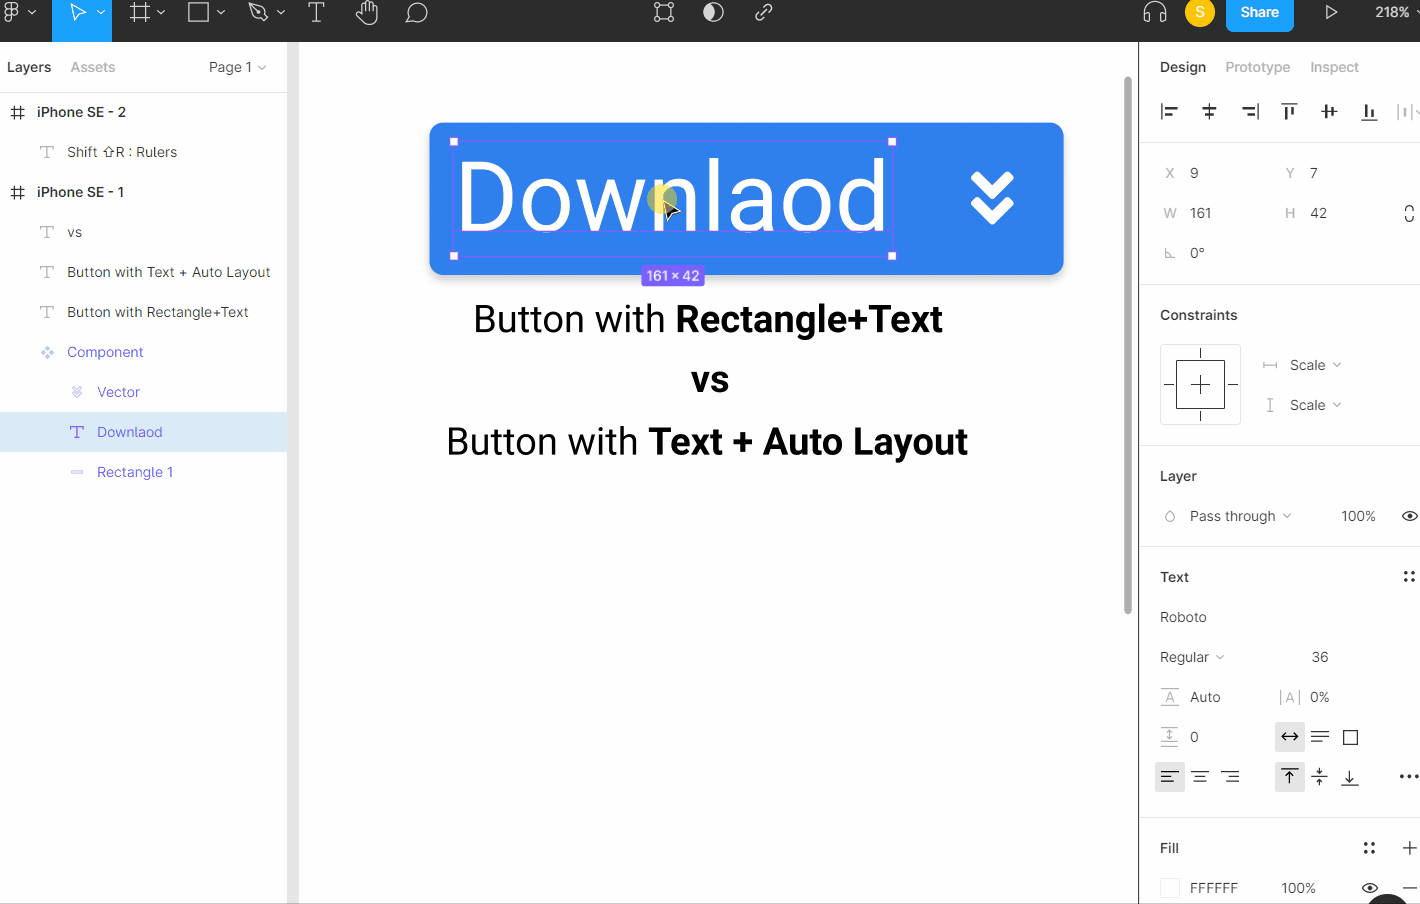 S
Share
218%
Layers
Assets
Page 1
iPhone SE - 2
Shift ⇧R : Rulers
iPhone SE - 1
vs
Button with Text + Auto Layout
Button with Rectangle+Text
Component
Vector
Downlaod
Rectangle 1
Downlaod
161 × 42
Button with Rectangle+Text
vs
Button with Text + Auto Layout
Design
Prototype
Inspect
X 9 Y 7
W 161 H 42
0°
Constraints
Scale
Scale
Layer
Pass through 100%
Text
Roboto
Regular 36
A Auto |A| 0%
0
Fill
FFFFFF 100%